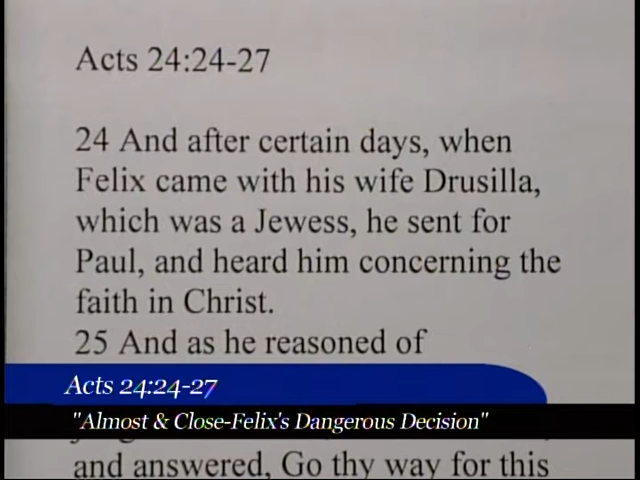 Acts 24:24-27
24 And after certain days, when
Felix came with his wife Drusilla,
which was a Jewess, he sent for
Paul, and heard him concerning the
faith in Christ.
25 And as he reasoned of
Acts 24:24-27
"Almost & Close-Felix's Dangerous Decision"
and answered, Go thy way for this